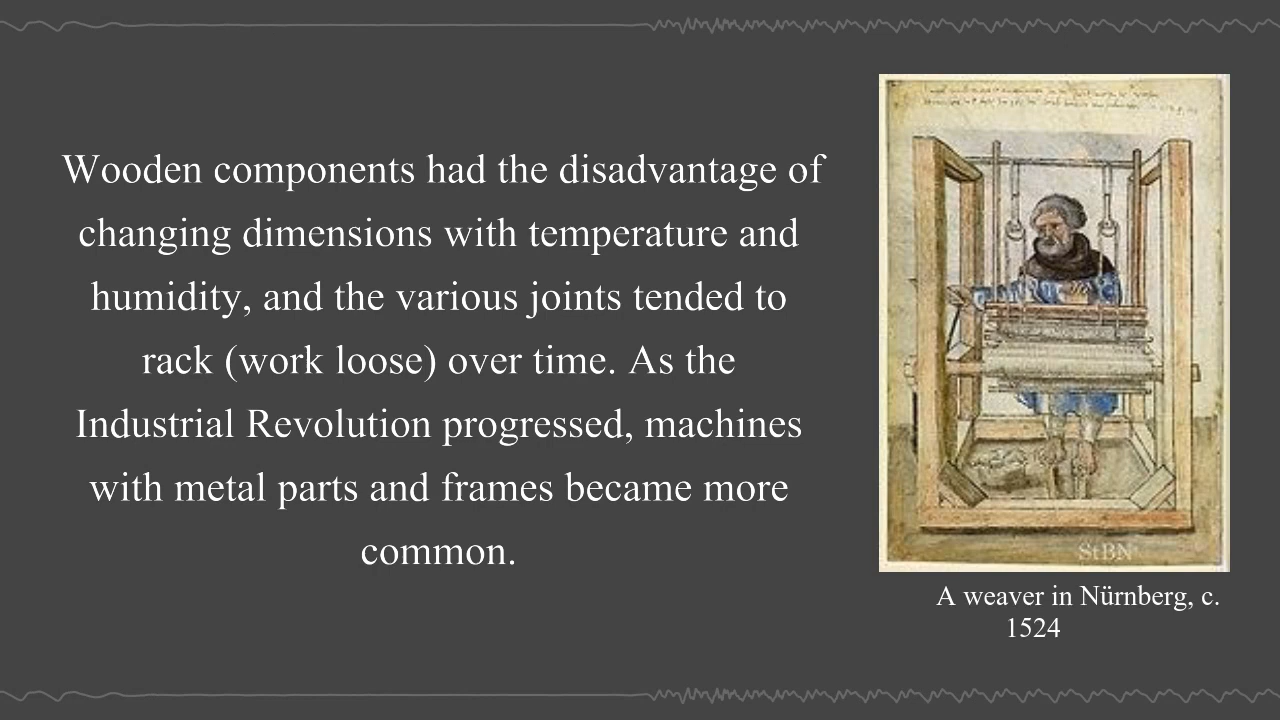 Wooden components had the disadvantage of
changing dimensions with temperature and
humidity, and the various joints tended to
rack (work loose) over time. As the
Industrial Revolution progressed, machines
with metal parts and frames became more
common.
StBN
A weaver in Nürnberg, c.
1524